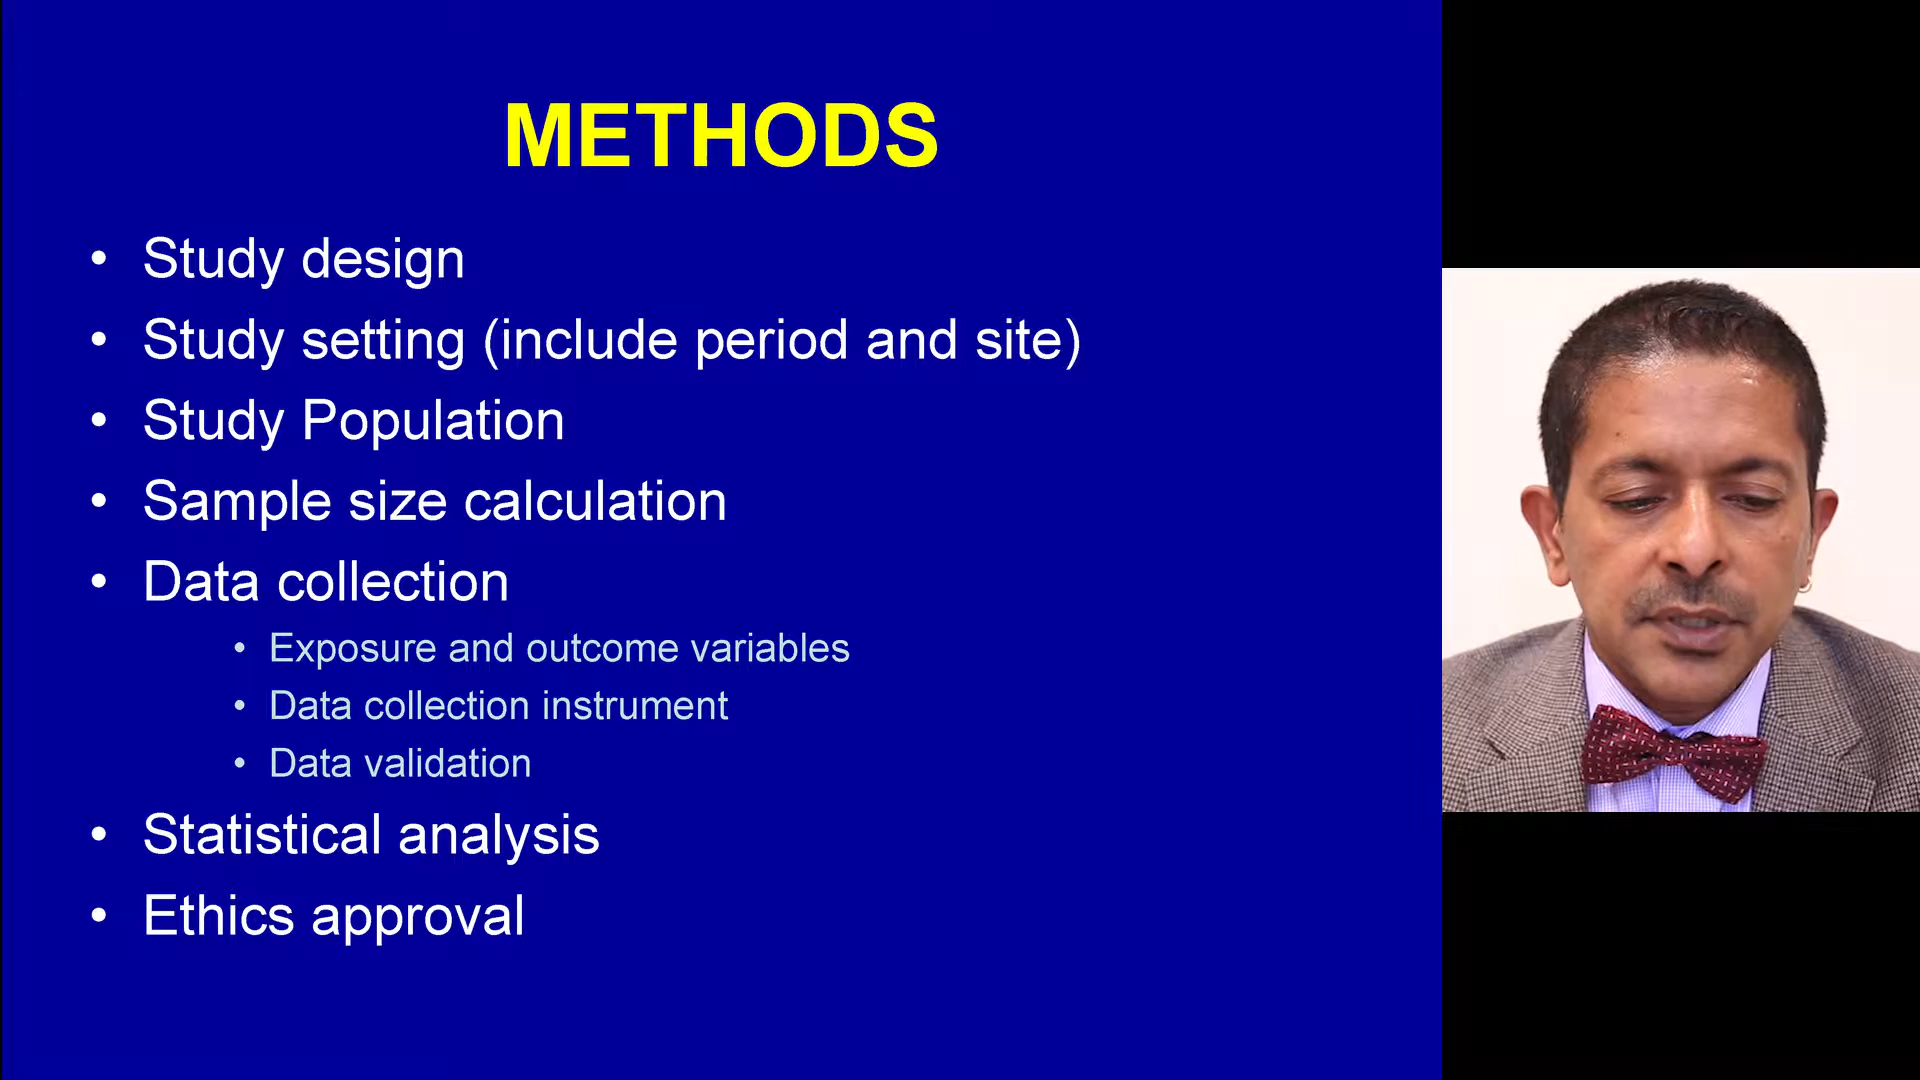 METHODS
• Study design
• Study setting (include period and site)
• Study Population
• Sample size calculation
• Data collection
• Exposure and outcome variables
• Data collection instrument
• Data validation
• Statistical analysis
• Ethics approval